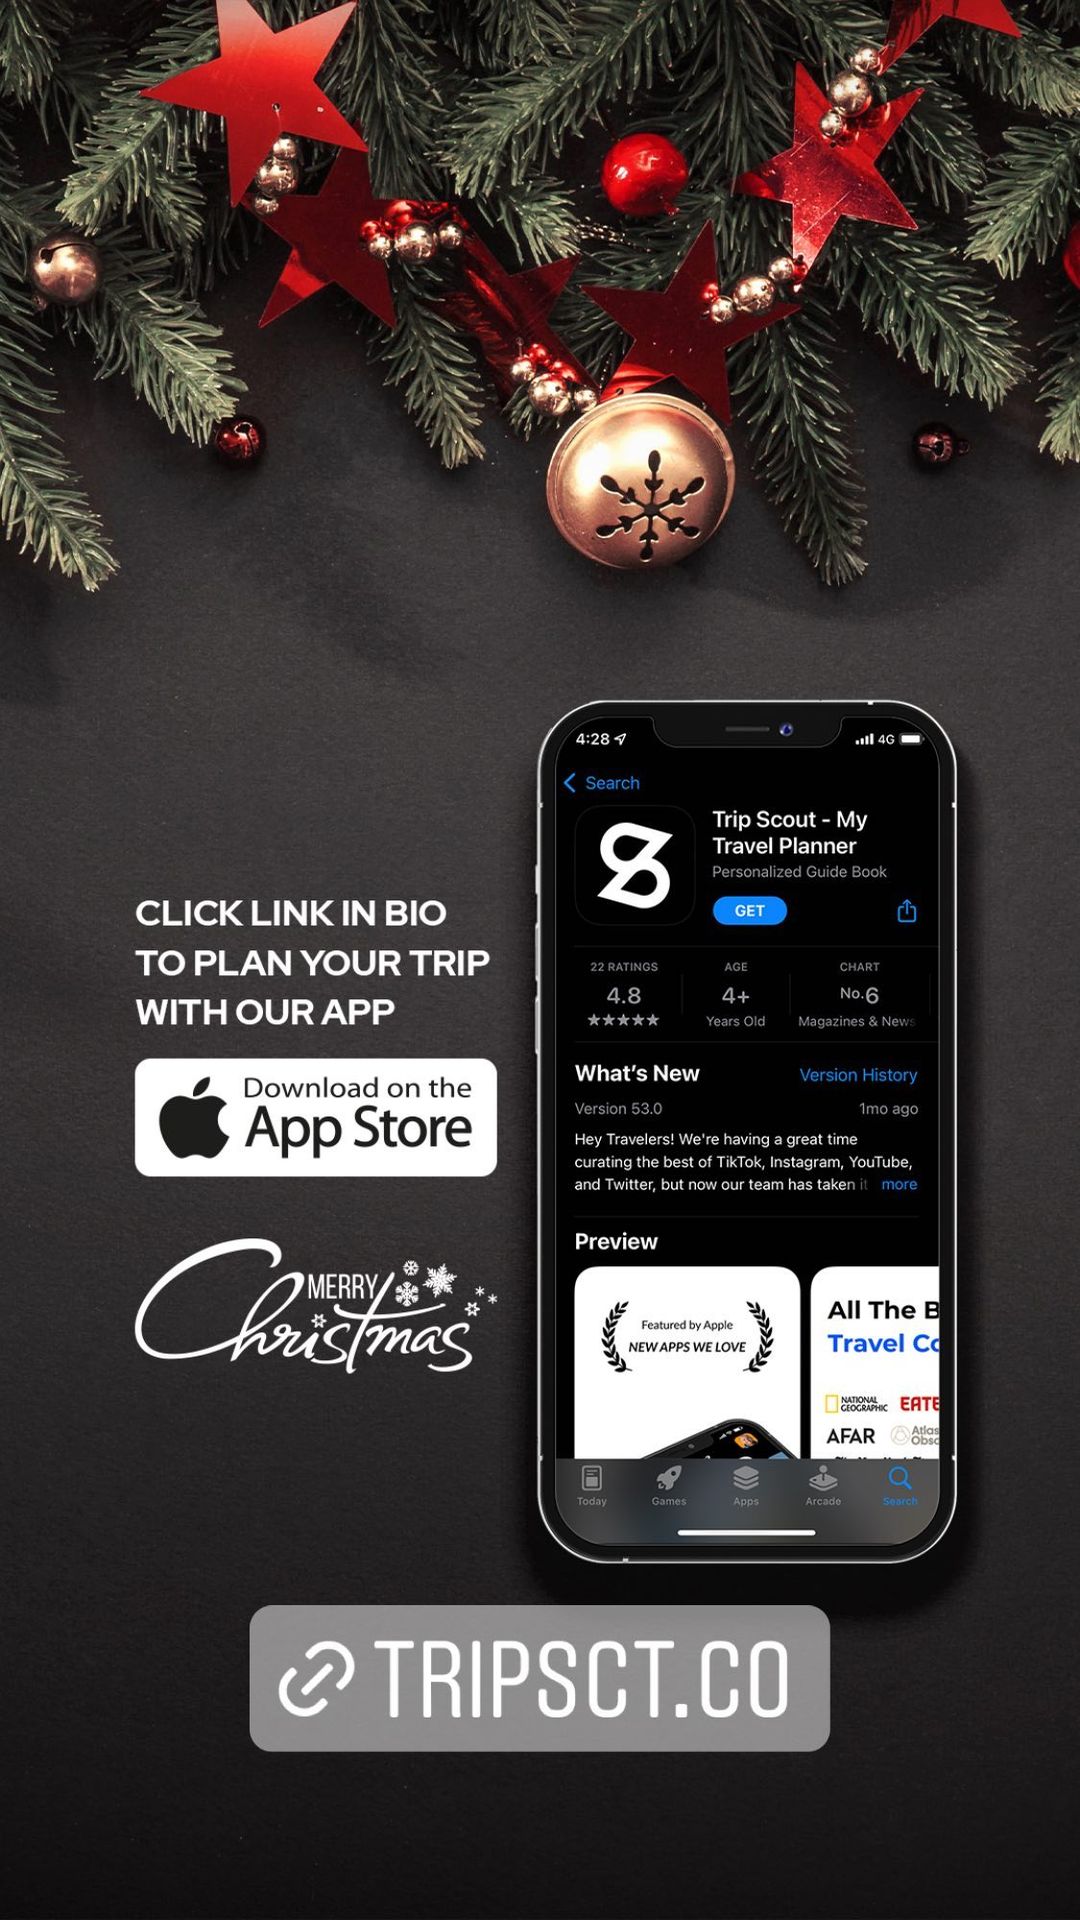 CLICK LINK IN BIO
TO PLAN YOUR TRIP
WITH OUR APP
Download on the
App Store
MERRY
Christmas
4:28
4G
Search
Trip Scout - My
Travel Planner
Personalized Guide Book
GET
22 RATINGS
AGE
CHART
4.8
4+
No.6
Years Old
Magazines & News
What's New
Version History
Version 53.0
1mo ago
Hey Travelers! We're having a great time
curating the best of TikTok, Instagram, YouTube,
and Twitter, but now our team has taken it more
Preview
Featured by Apple
NEW APPS WE LOVE
All The B
Travel Co
NATIONAL
GEOGRAPHIC
EATE
AFAR
Atlas
Obsc
Today
Games
Apps
Arcade
Search
TRIPSCT.CO